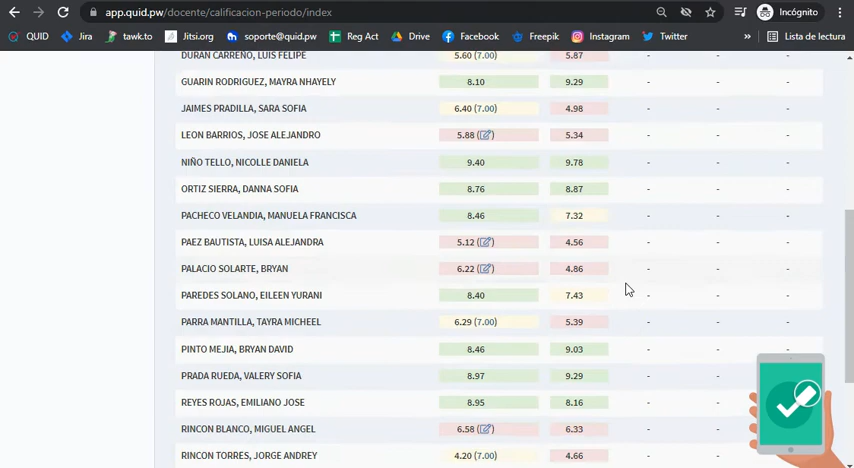 app.quid.pw/docente/calificacion-periodo/index
Incógnito
QUID Jira tawk.to Jitsi.org soporte@quid.pw Reg Act Drive Facebook Freepik Instagram Twitter » Lista de lectura
DURAN CARREÑO, LUIS FELIPE 5.60 (7.00) 5.87 - - -
GUARIN RODRIGUEZ, MAYRA NHAYELY 8.10 9.29 - - -
JAIMES PRADILLA, SARA SOFIA 6.40 (7.00) 4.98 - - -
LEON BARRIOS, JOSE ALEJANDRO 5.88 ( ) 5.34 - - -
NIÑO TELLO, NICOLLE DANIELA 9.40 9.78 - - -
ORTIZ SIERRA, DANNA SOFIA 8.76 8.87 - - -
PACHECO VELANDIA, MANUELA FRANCISCA 8.46 7.32 - - -
PAEZ BAUTISTA, LUISA ALEJANDRA 5.12 ( ) 4.56 - - -
PALACIO SOLARTE, BRYAN 6.22 ( ) 4.86 - - -
PAREDES SOLANO, EILEEN YURANI 8.40 7.43 - - -
PARRA MANTILLA, TAYRA MICHEEL 6.29 (7.00) 5.39 - - -
PINTO MEJIA, BRYAN DAVID 8.46 9.03 - - -
PRADA RUEDA, VALERY SOFIA 8.97 9.29 - -
REYES ROJAS, EMILIANO JOSE 8.95 8.16 - -
RINCON BLANCO, MIGUEL ANGEL 6.58 ( ) 6.33 - -
RINCON TORRES, JORGE ANDREY 4.20 (7.00) 4.66 - -